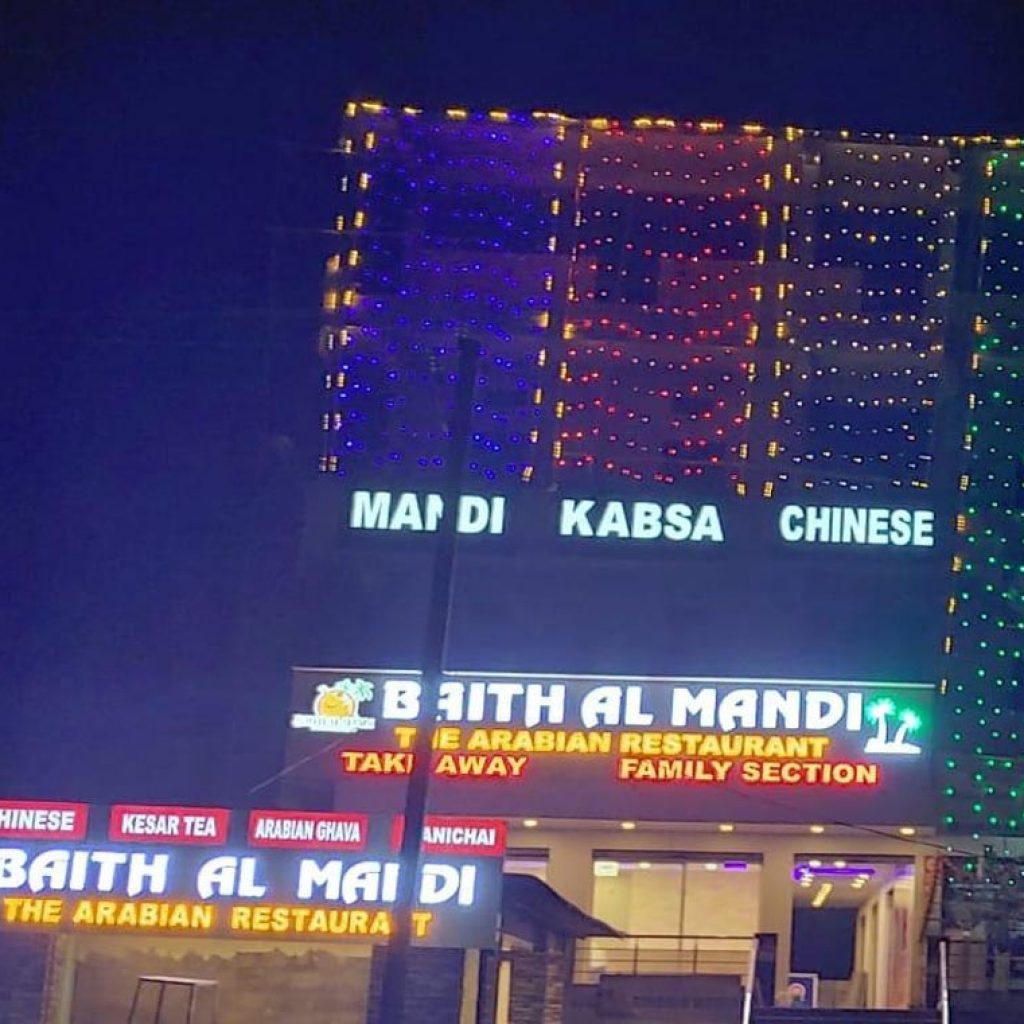 MANDI KABSA CHINESE
BAITH AL MANDI
THE ARABIAN RESTAURANT
TAKE AWAY FAMILY SECTION
CHINESE KESAR TEA ARABIAN GHAVA
BAITH AL MANDI
THE ARABIAN RESTAURANT